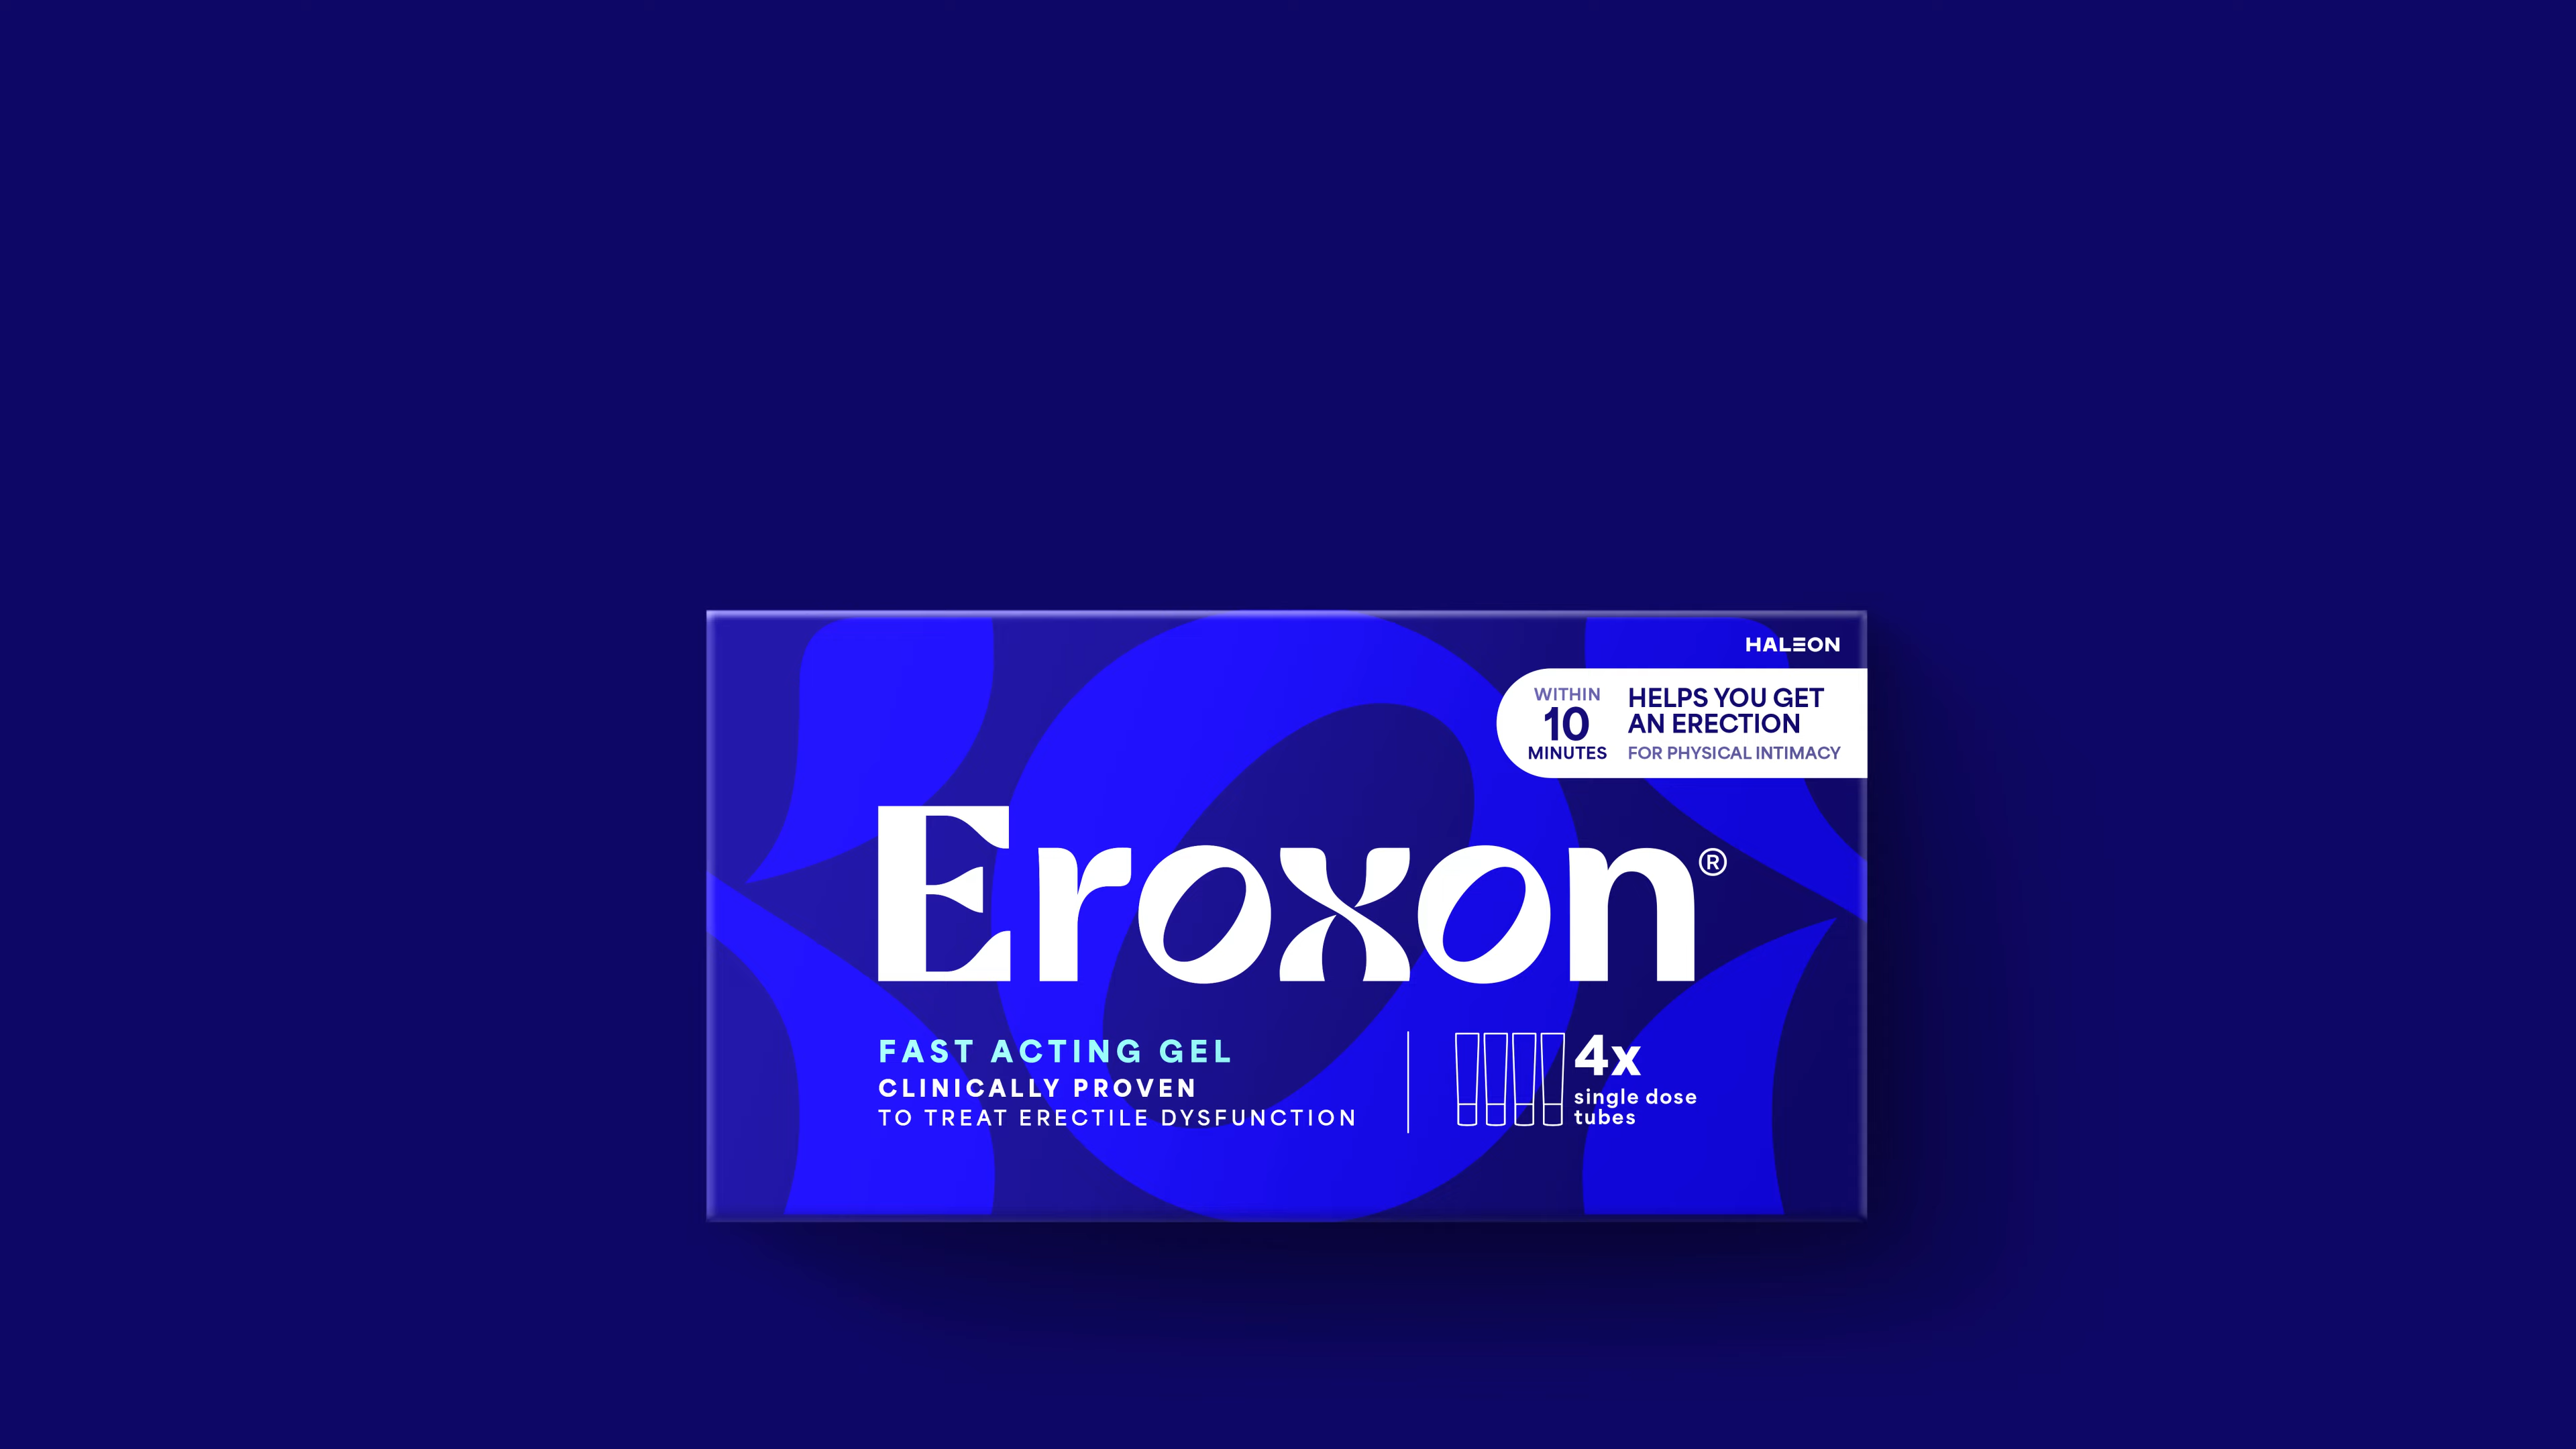 HALEON
WITHIN
10
MINUTES
HELPS YOU GET
AN ERECTION
FOR PHYSICAL INTIMACY
Eroxon®
FAST ACTING GEL
CLINICALLY PROVEN
TO TREAT ERECTILE DYSFUNCTION
4x
single dose
tubes